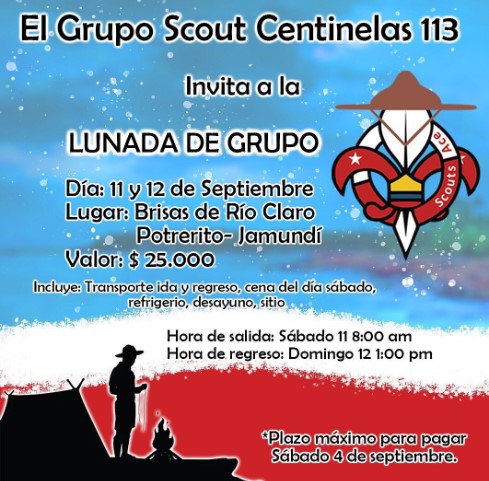 El Grupo Scout Centinelas 113
Invita a la
LUNADA DE GRUPO
Día: 11 y 12 de Septiembre
Lugar: Brisas de Río Claro
Potrerito- Jamundí
Valor: $ 25.000
Incluye: Transporte ida y regreso, cena del día sábado,
refrigerio, desayuno, sitio
Scouts Ace
Hora de salida: Sábado 11 8:00 am
Hora de regreso: Domingo 12 1:00 pm
*Plazo máximo para pagar
Sábado 4 de septiembre.